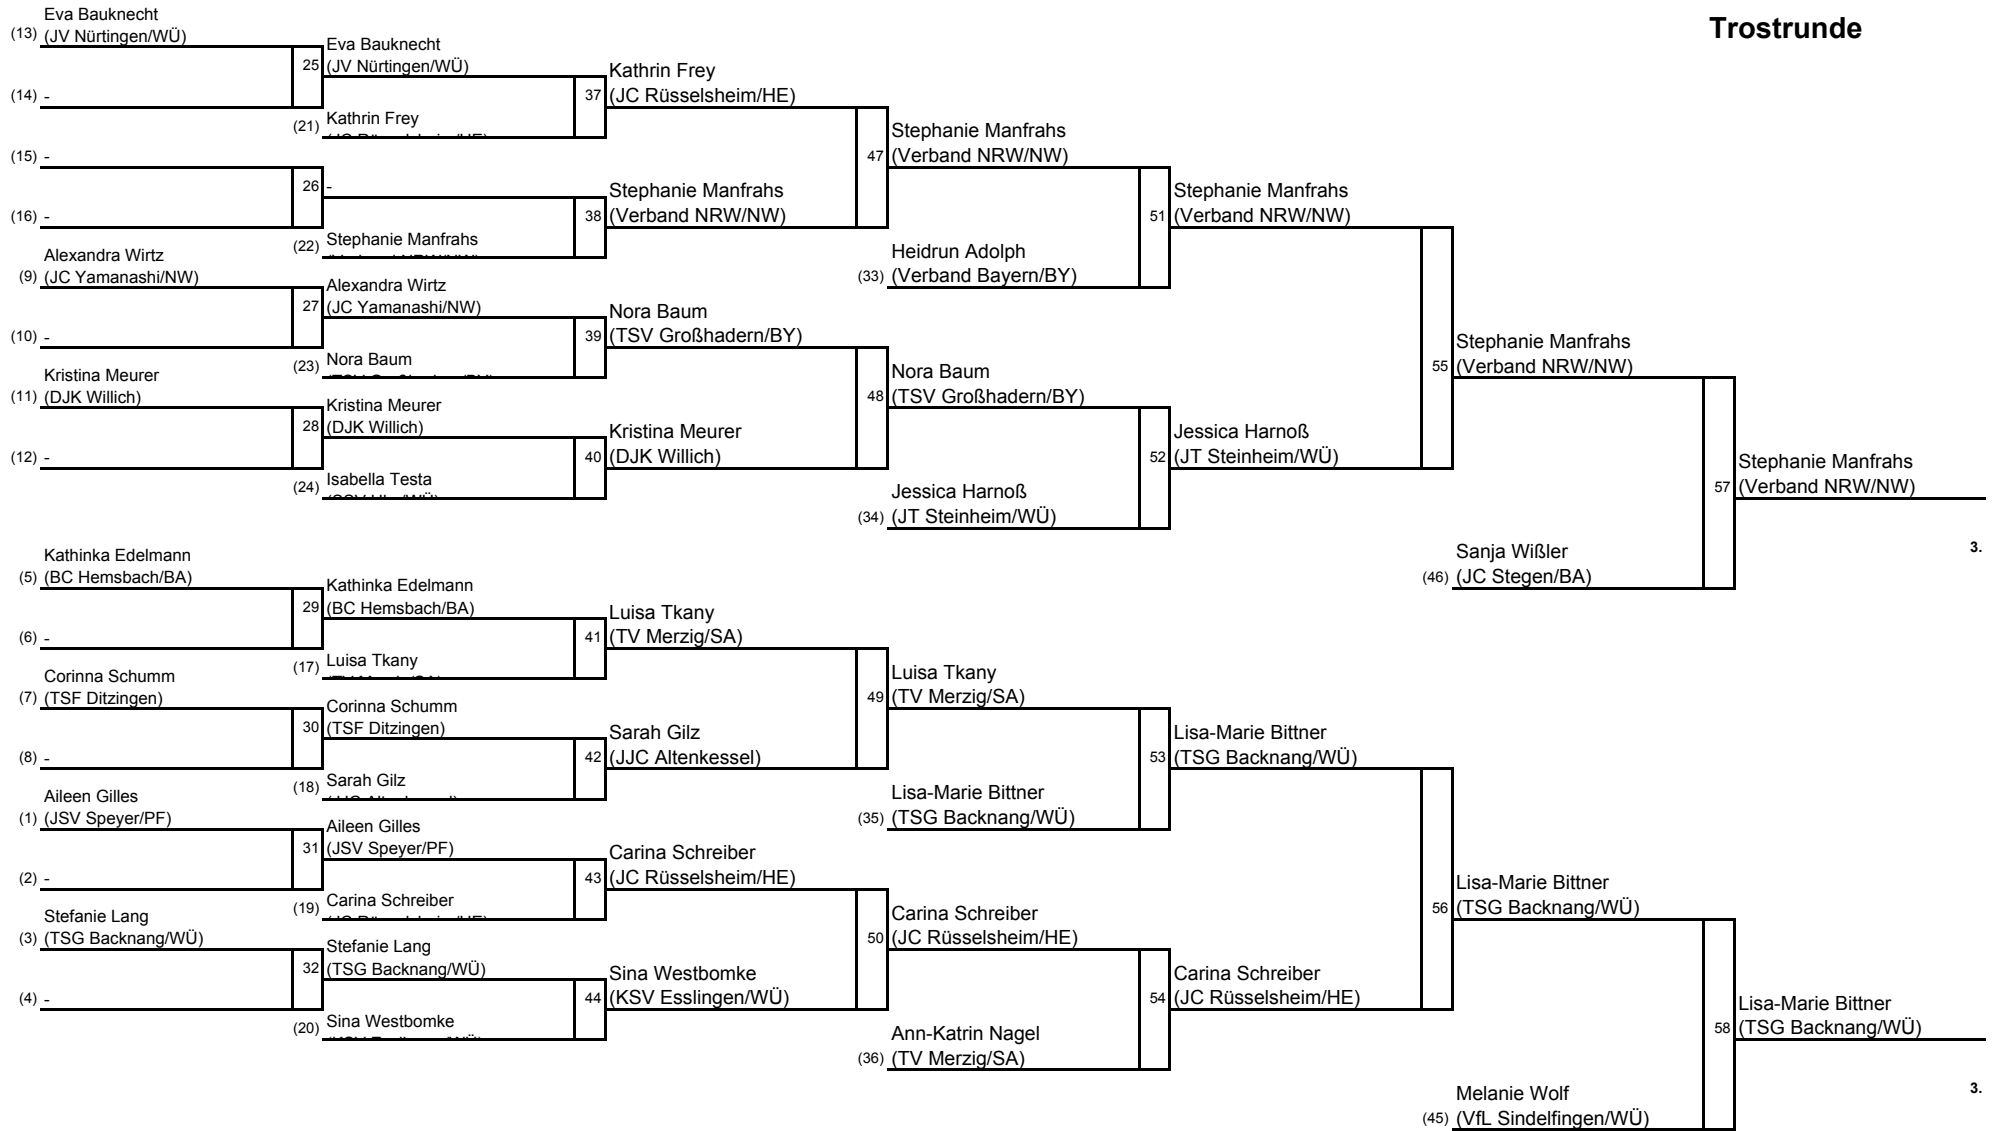 Trostrunde
Eva Bauknecht
(13) (JV Nürtingen/WÜ)
(14) -
(15) -
(16) -
Alexandra Wirtz
(9) (JC Yamanashi/NW)
(10) -
Kristina Meurer
(11) (DJK Willich)
(12) -
Kathinka Edelmann
(5) (BC Hemsbach/BA)
(6) -
Corinna Schumm
(7) (TSF Ditzingen)
(8) -
Aileen Gilles
(1) (JSV Speyer/PF)
(2) -
Stefanie Lang
(3) (TSG Backnang/WÜ)
(4) -
Eva Bauknecht
25 (JV Nürtingen/WÜ)
(21) Kathrin Frey
26 -
(22) Stephanie Manfrahs
Alexandra Wirtz
27 (JC Yamanashi/NW)
(23) Nora Baum
Kristina Meurer
28 (DJK Willich)
(24) Isabella Testa
Kathinka Edelmann
29 (BC Hemsbach/BA)
(17) Luisa Tkany
Corinna Schumm
30 (TSF Ditzingen)
(18) Sarah Gilz
Aileen Gilles
31 (JSV Speyer/PF)
(19) Carina Schreiber
Stefanie Lang
32 (TSG Backnang/WÜ)
(20) Sina Westbomke
Kathrin Frey
37 (JC Rüsselsheim/HE)
Stephanie Manfrahs
38 (Verband NRW/NW)
Nora Baum
39 (TSV Großhadern/BY)
Kristina Meurer
40 (DJK Willich)
Luisa Tkany
41 (TV Merzig/SA)
Sarah Gilz
42 (JJC Altenkessel)
Carina Schreiber
43 (JC Rüsselsheim/HE)
Sina Westbomke
44 (KSV Esslingen/WÜ)
Stephanie Manfrahs
47 (Verband NRW/NW)
Heidrun Adolph
(33) (Verband Bayern/BY)
Nora Baum
48 (TSV Großhadern/BY)
Jessica Harnoß
(34) (JT Steinheim/WÜ)
Luisa Tkany
49 (TV Merzig/SA)
Lisa-Marie Bittner
(35) (TSG Backnang/WÜ)
Carina Schreiber
50 (JC Rüsselsheim/HE)
Ann-Katrin Nagel
(36) (TV Merzig/SA)
Stephanie Manfrahs
51 (Verband NRW/NW)
Jessica Harnoß
52 (JT Steinheim/WÜ)
Lisa-Marie Bittner
53 (TSG Backnang/WÜ)
Carina Schreiber
54 (JC Rüsselsheim/HE)
Stephanie Manfrahs
55 (Verband NRW/NW)
Sanja Wißler
(46) (JC Stegen/BA)
Lisa-Marie Bittner
56 (TSG Backnang/WÜ)
Melanie Wolf
(45) (VfL Sindelfingen/WÜ)
Stephanie Manfrahs
57 (Verband NRW/NW)
3.
Lisa-Marie Bittner
58 (TSG Backnang/WÜ)
3.